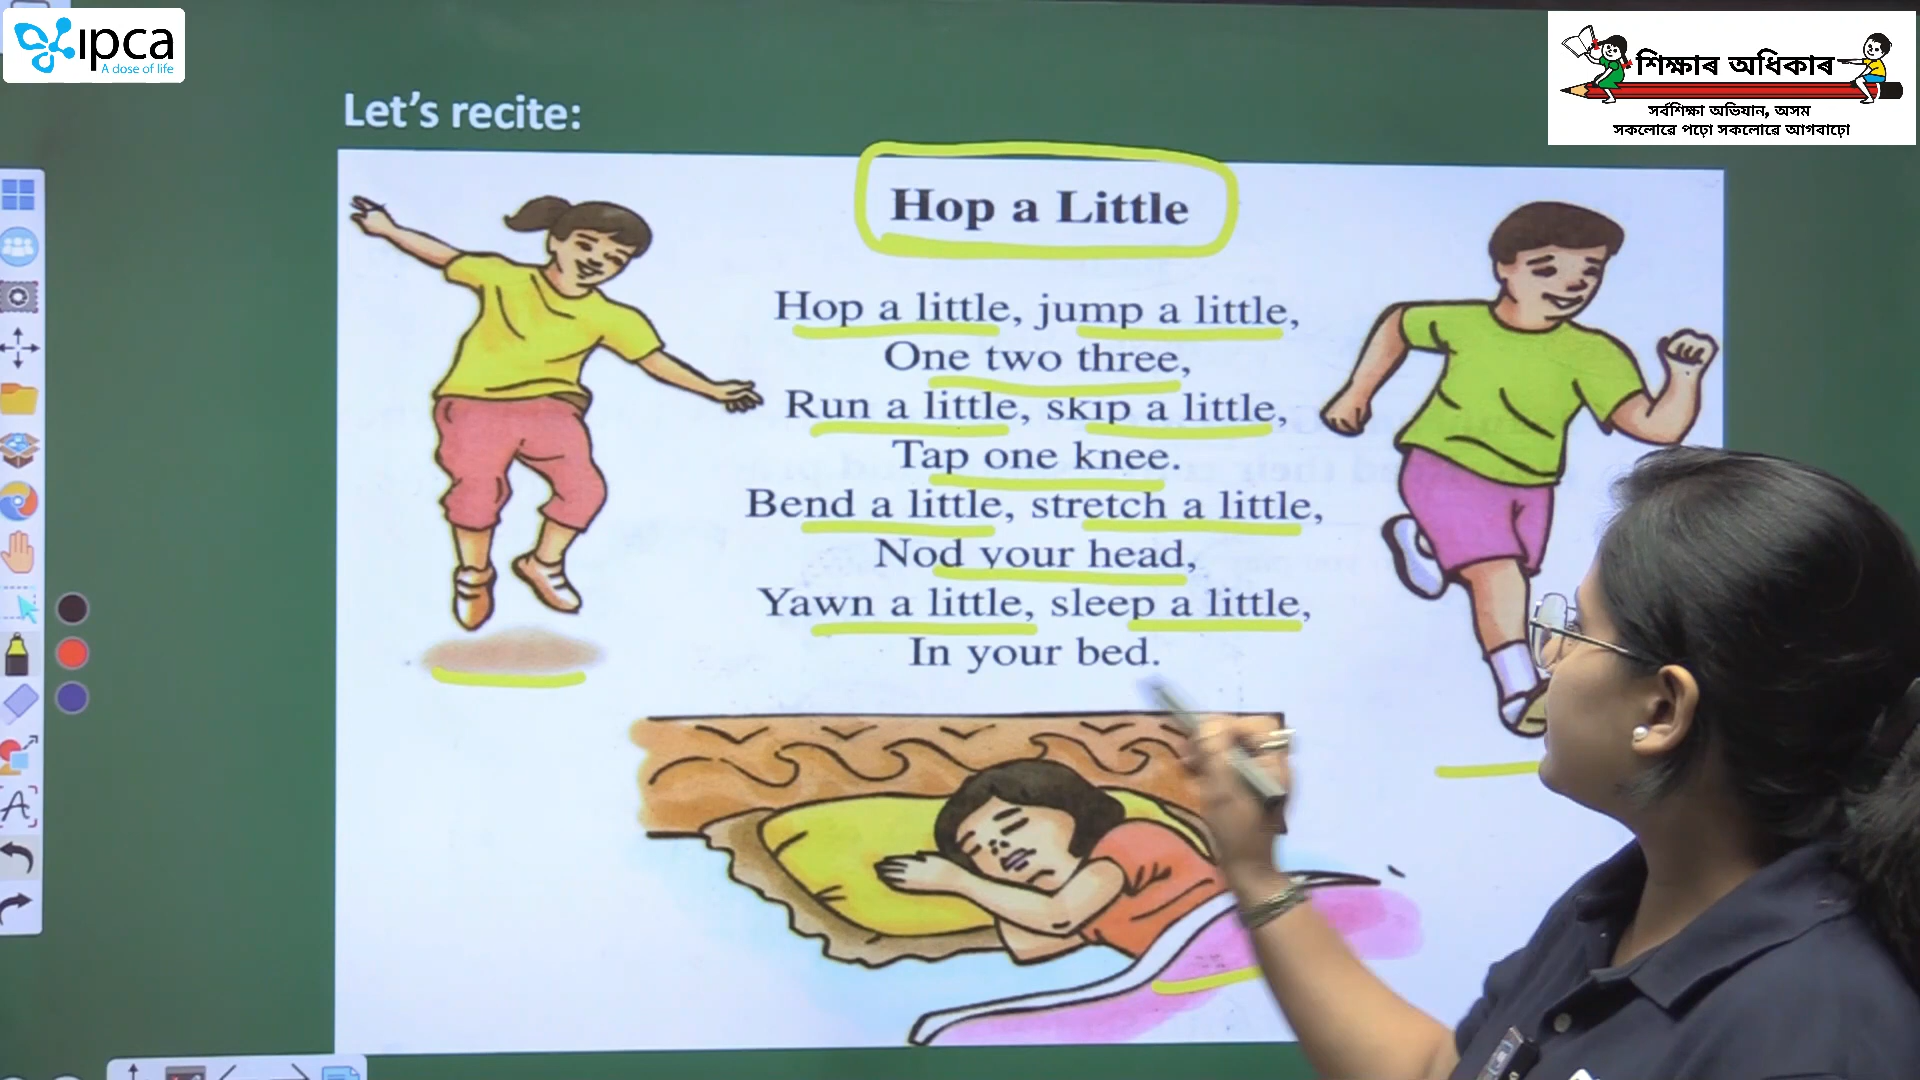 ipca
A dose of life
শিক্ষাৰ অধিকাৰ
সৰ্বশিক্ষা অভিযান, অসম
সকলোৱে পঢ়ো সকলোৱে আগবাঢ়ো
Let's recite:
Hop a Little
Hop a little, jump a little,
One two three,
Run a little, skip a little,
Tap one knee.
Bend a little, stretch a little,
Nod your head,
Yawn a little, sleep a little,
In your bed.